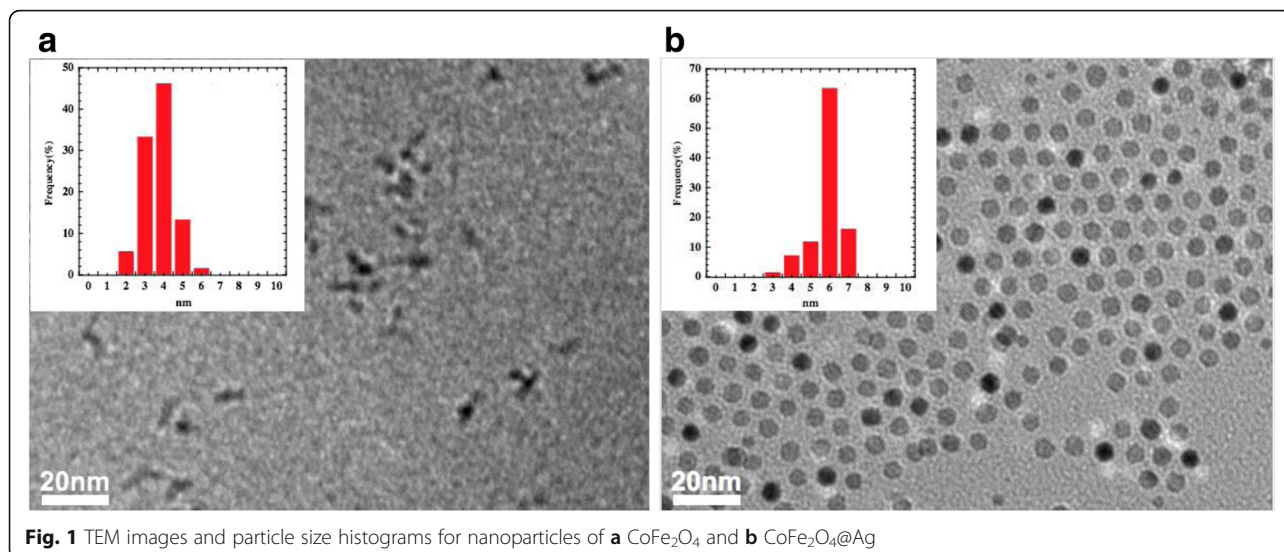 a
50
40
30
20
10
0
Frequency(%)
0 1 2 3 4 5 6 7 8 9 10
nm
20nm
b
70
60
50
40
30
20
10
0
Frequency(%)
0 1 2 3 4 5 6 7 8 9 10
nm
20nm
Fig. 1 TEM images and particle size histograms for nanoparticles of a CoFe₂O₄ and b CoFe₂O₄@Ag